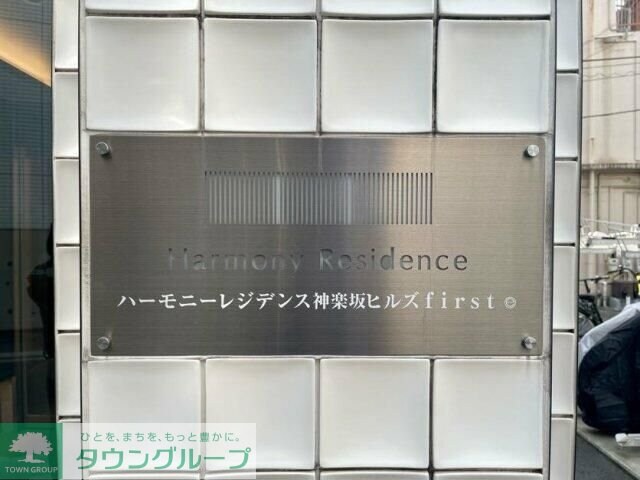 Harmony Residence
ハーモニーレジデンス神楽坂ヒルズfirst
ひとを、まちを、もっと豊かに。
TOWN GROUP
タウングループ